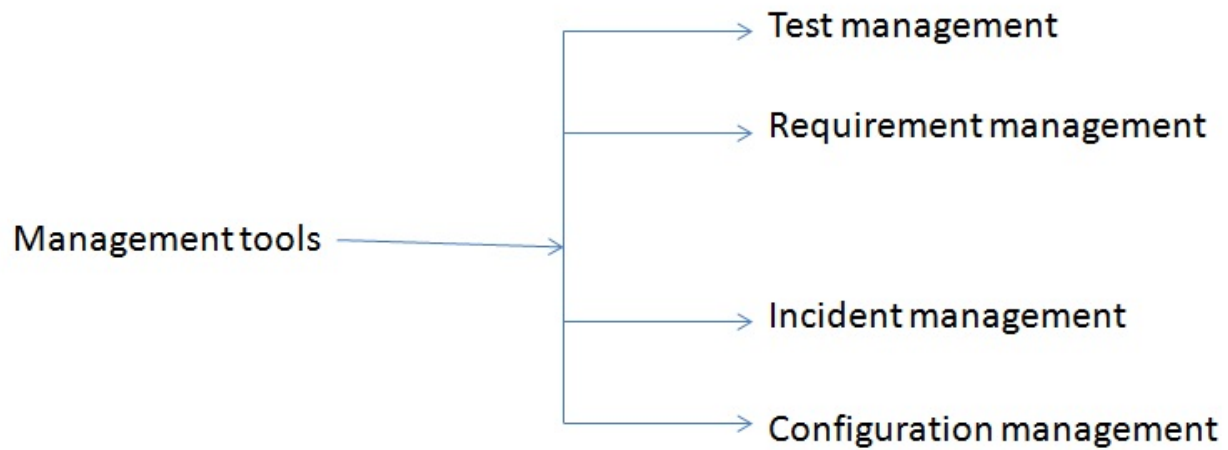 Test management
Requirement management
Management tools
Incident management
Configuration management